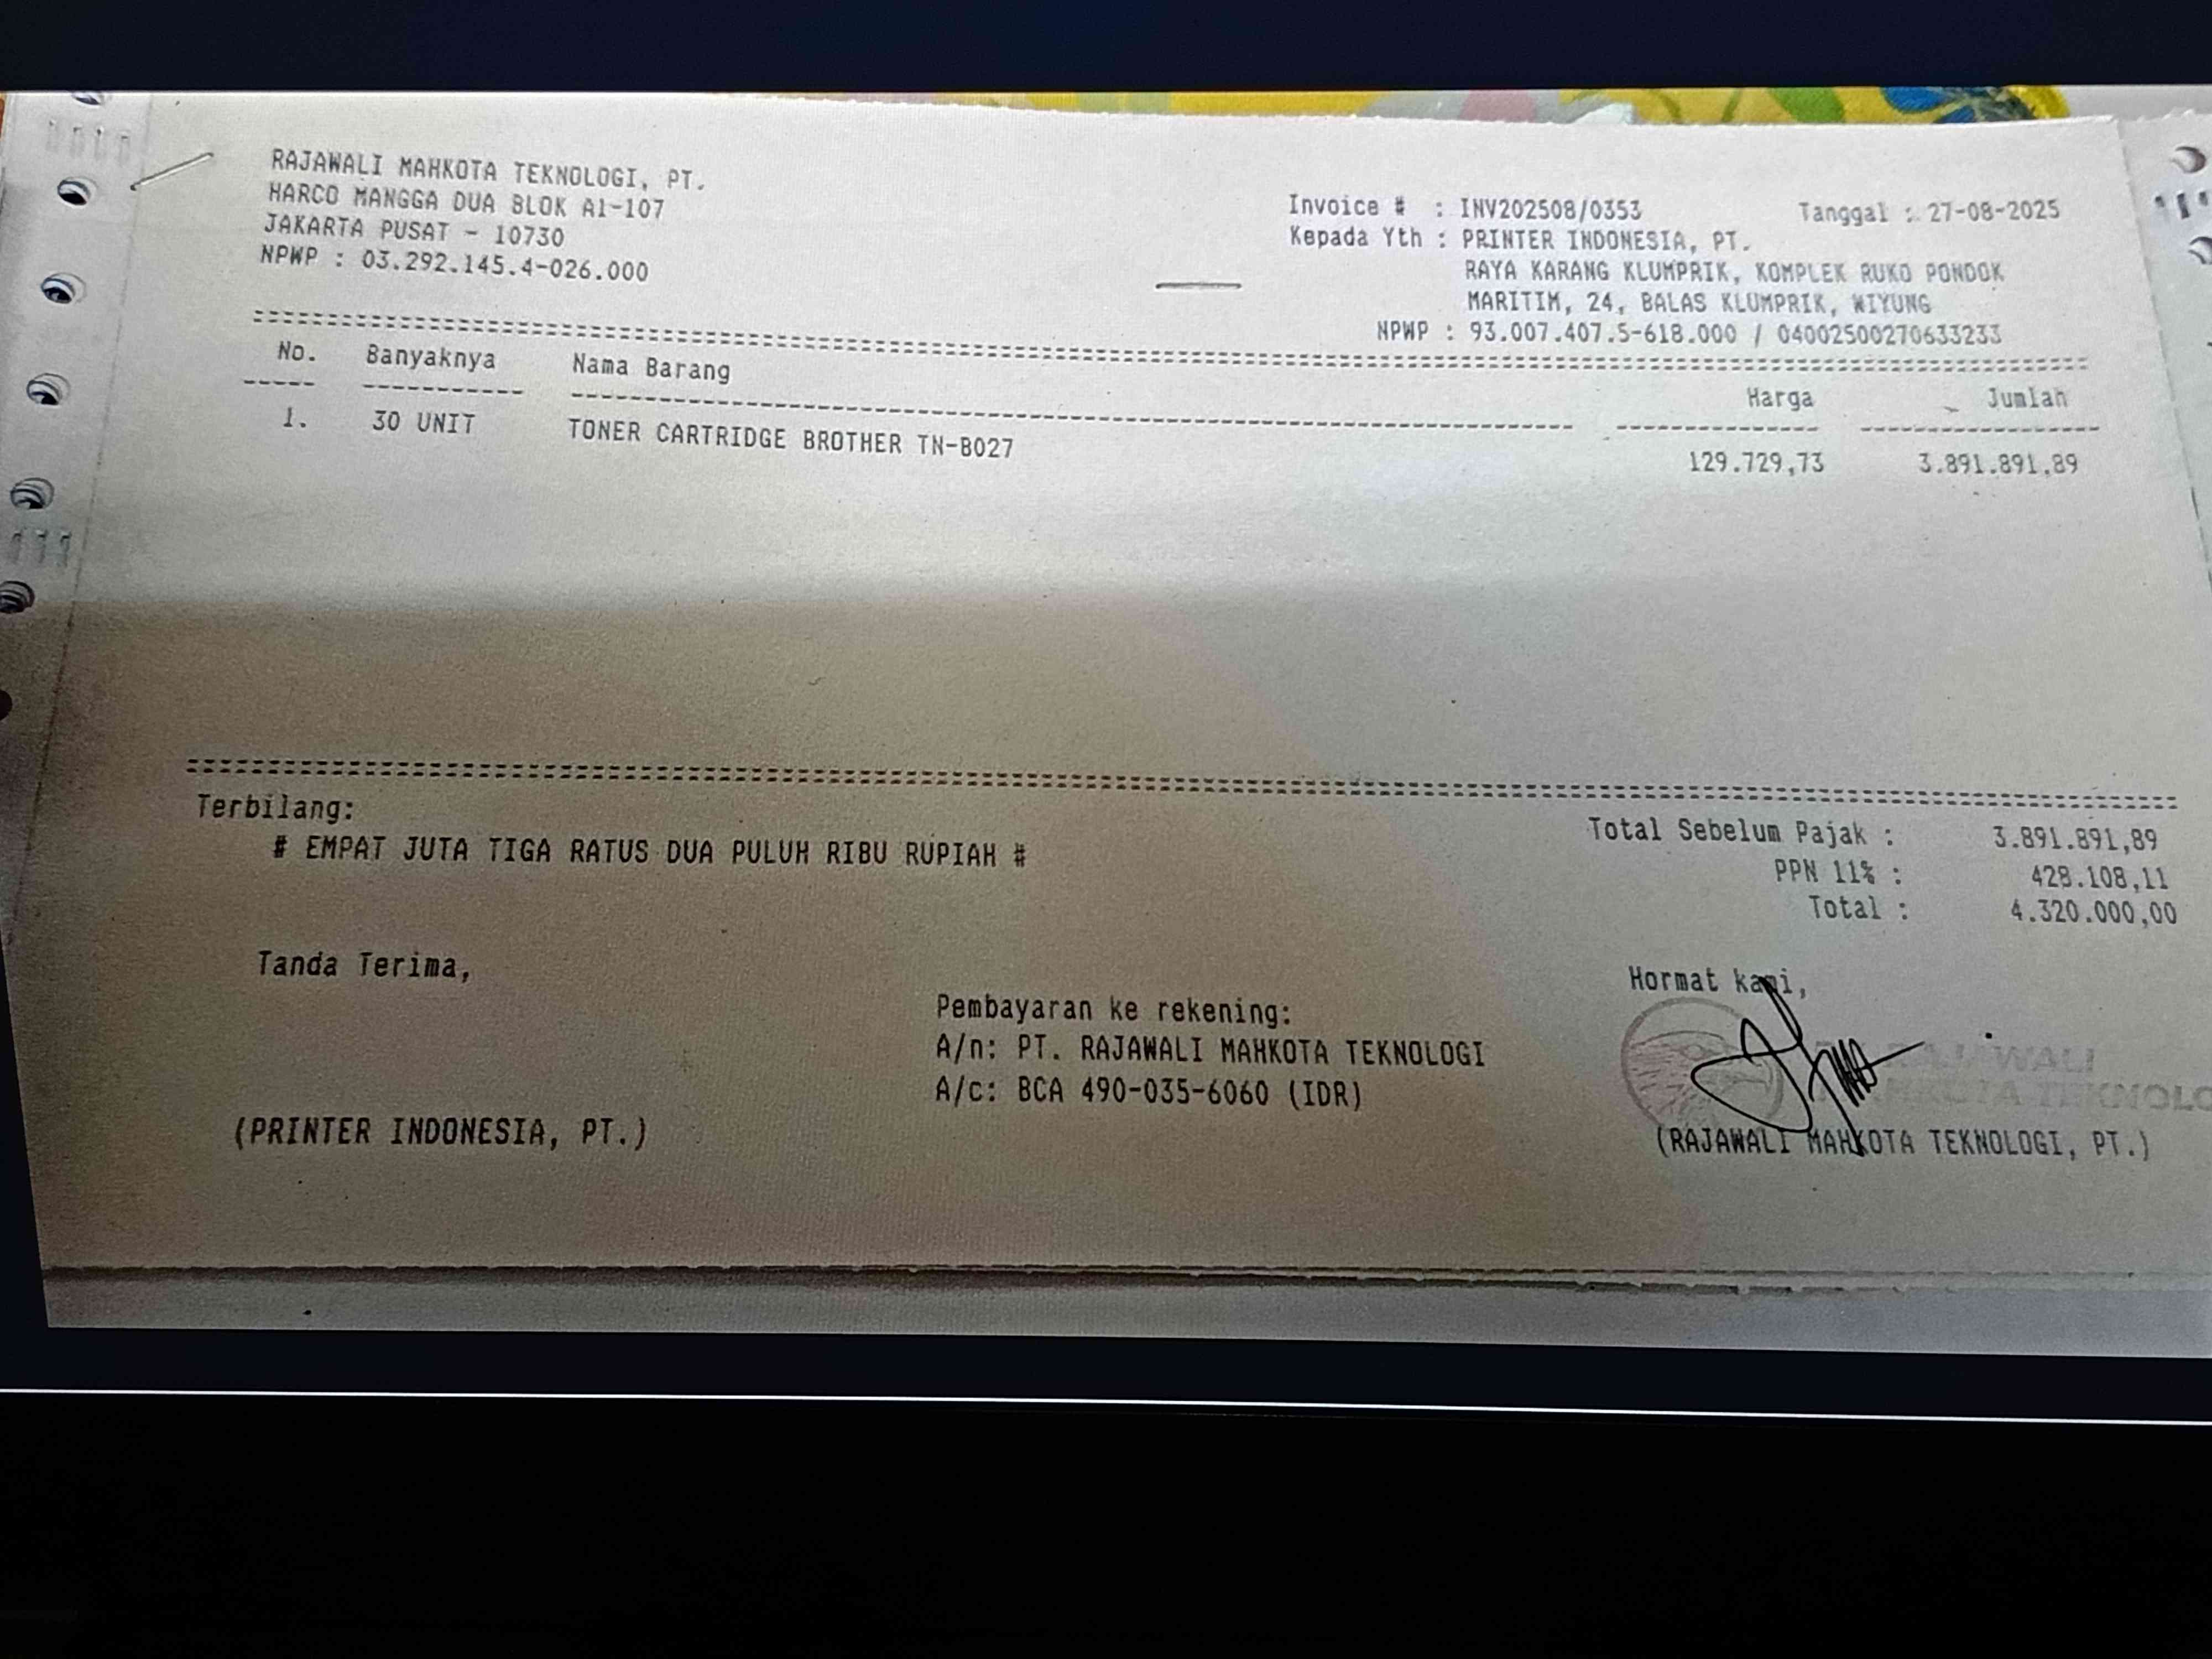 RAJAWALI MAHKOTA TEKNOLOGI, PT.
HARCO MANGGA DUA BLOK A1-107
JAKARTA PUSAT - 10730
NPWP : 03.292.145.4-026.000
Invoice # : INV202508/0353 Tanggal : 27-08-2025
Kepada Yth : PRINTER INDONESIA, PT.
RAYA KARANG KLUMPRIK, KOMPLEK RUKO PONDOK
MARITIM, 24, BALAS KLUMPRIK, WIYUNG
NPWP : 93.007.407.5-618.000 / 04002500270633233
No. Banyaknya Nama Barang Harga Jumlah
1. 30 UNIT TONER CARTRIDGE BROTHER TN-B027 129.729,73 3.891.891,89
Terbilang:
# EMPAT JUTA TIGA RATUS DUA PULUH RIBU RUPIAH #
Total Sebelum Pajak : 3.891.891,89
PPN 11% : 428.108,11
Total : 4.320.000,00
Tanda Terima,
(PRINTER INDONESIA, PT.)
Pembayaran ke rekening:
A/n: PT. RAJAWALI MAHKOTA TEKNOLOGI
A/c: BCA 490-035-6060 (IDR)
Hormat kami,
(RAJAWALI MAHKOTA TEKNOLOGI, PT.)